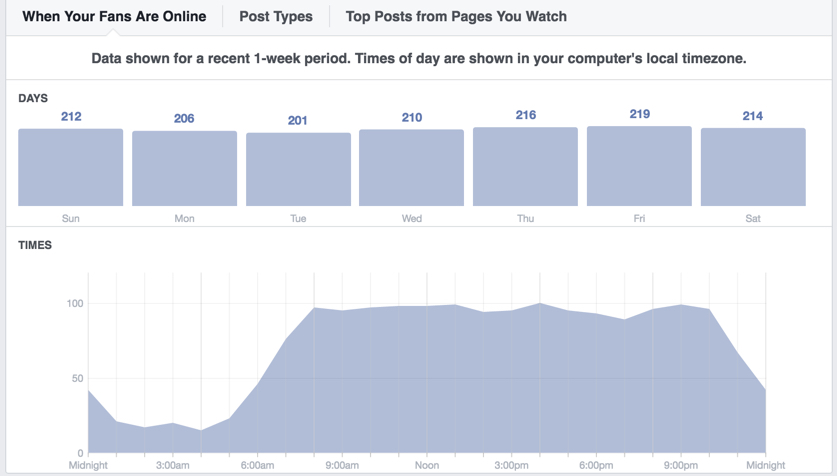 When Your Fans Are Online Post Types Top Posts from Pages You Watch
Data shown for a recent 1-week period. Times of day are shown in your computer's local timezone.
DAYS
212 206 201 210 216 219 214
Sun Mon Tue Wed Thu Fri Sat
TIMES
100
50
0
Midnight 3:00am 6:00am 9:00am Noon 3:00pm 6:00pm 9:00pm Midnight